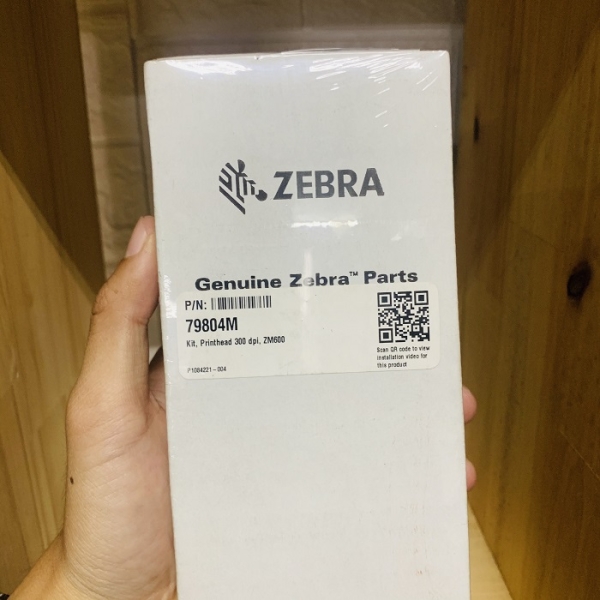 ZEBRA
Genuine Zebra™ Parts
P/N:
79804M
Kit, Printhead 300 dpi, ZM600
P1084221-004
Scan QR code to view
installation video for
this product